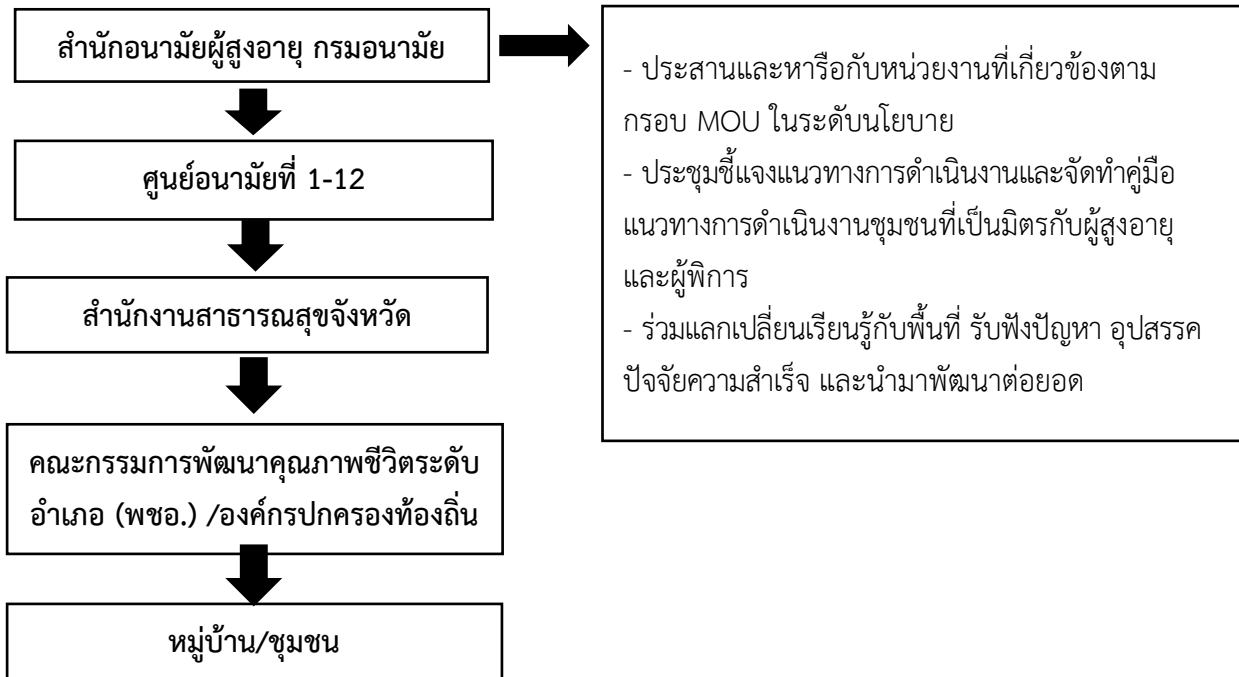 สำนักอนามัยผู้สูงอายุ กรมอนามัย
ศูนย์อนามัยที่ 1-12
สำนักงานสาธารณสุขจังหวัด
คณะกรรมการพัฒนาคุณภาพชีวิตระดับ
อำเภอ (พชอ.) /องค์กรปกครองท้องถิ่น
หมู่บ้าน/ชุมชน
- ประสานและหารือกับหน่วยงานที่เกี่ยวข้องตาม
กรอบ MOU ในระดับนโยบาย
- ประชุมชี้แจงแนวทางการดำเนินงานและจัดทำคู่มือ
แนวทางการดำเนินงานชุมชนที่เป็นมิตรกับผู้สูงอายุ
และผู้พิการ
- ร่วมแลกเปลี่ยนเรียนรู้กับพื้นที่ รับฟังปัญหา อุปสรรค
ปัจจัยความสำเร็จ และนำมาพัฒนาต่อยอด